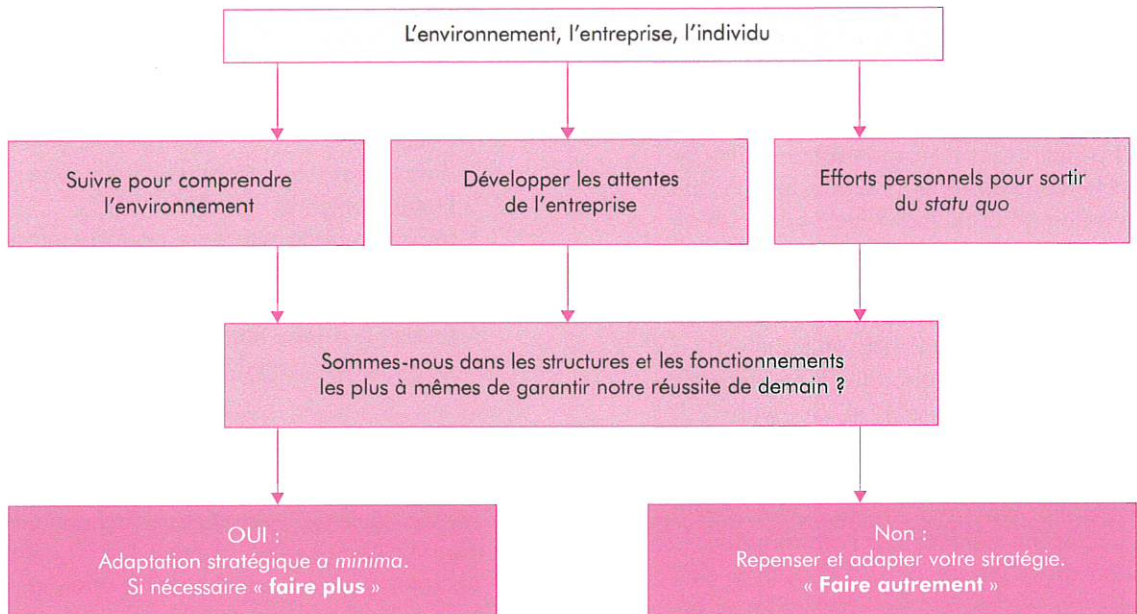 L'environnement, l'entreprise, l'individu
Suivre pour comprendre
l'environnement
Développer les attentes
de l'entreprise
Efforts personnels pour sortir
du statu quo
Sommes-nous dans les structures et les fonctionnements
les plus à mêmes de garantir notre réussite de demain ?
OUI :
Adaptation stratégique a minima.
Si nécessaire « faire plus »
Non :
Repenser et adapter votre stratégie.
« Faire autrement »